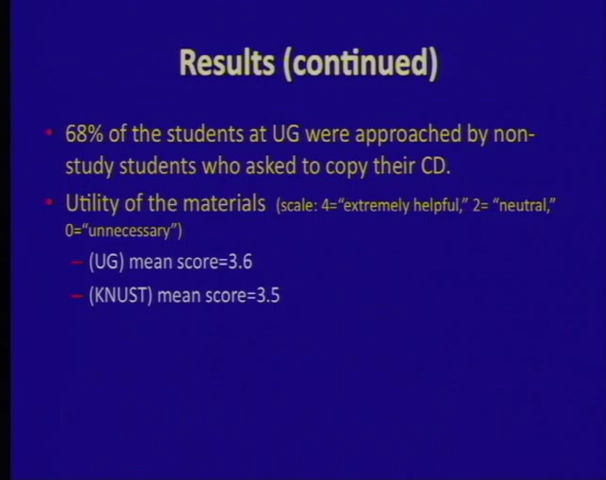 Results (continued)
• 68% of the students at UG were approached by non-
study students who asked to copy their CD.
• Utility of the materials (scale: 4=“extremely helpful,” 2= “neutral,”
0=“unnecessary”)
– (UG) mean score=3.6
– (KNUST) mean score=3.5